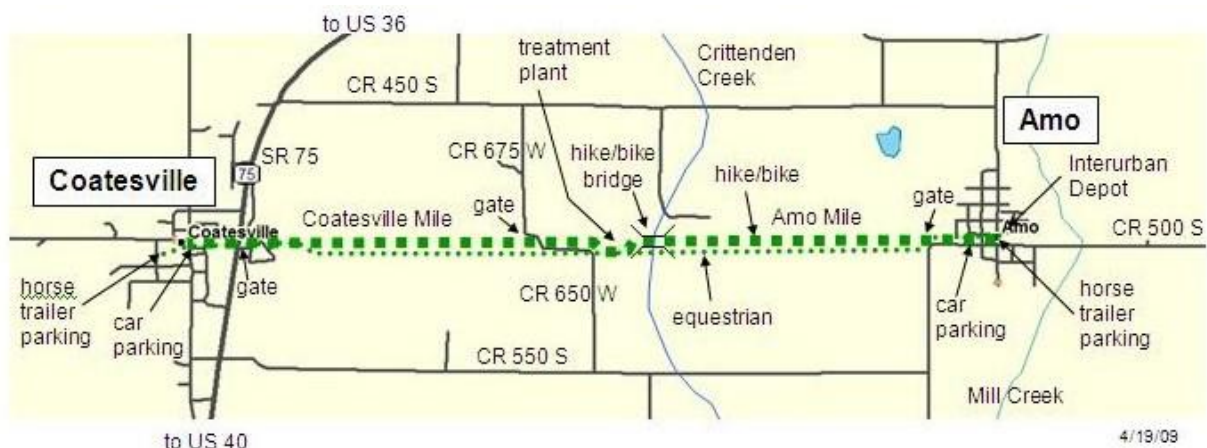 to US 36
treatment
plant
Crittenden
Creek
CR 450 S
Amo
SR 75
75
CR 675 W
hike/bike
bridge
hike/bike
Interurban
Depot
Coatesville
Coatesville Mile
gate
Amo Mile
gate
CR 500 S
Coatesville
Amo
horse
trailer
parking
car
parking
gate
CR 650 W
equestrian
car
parking
horse
trailer
parking
CR 550 S
Mill Creek
to US 40
4/19/09